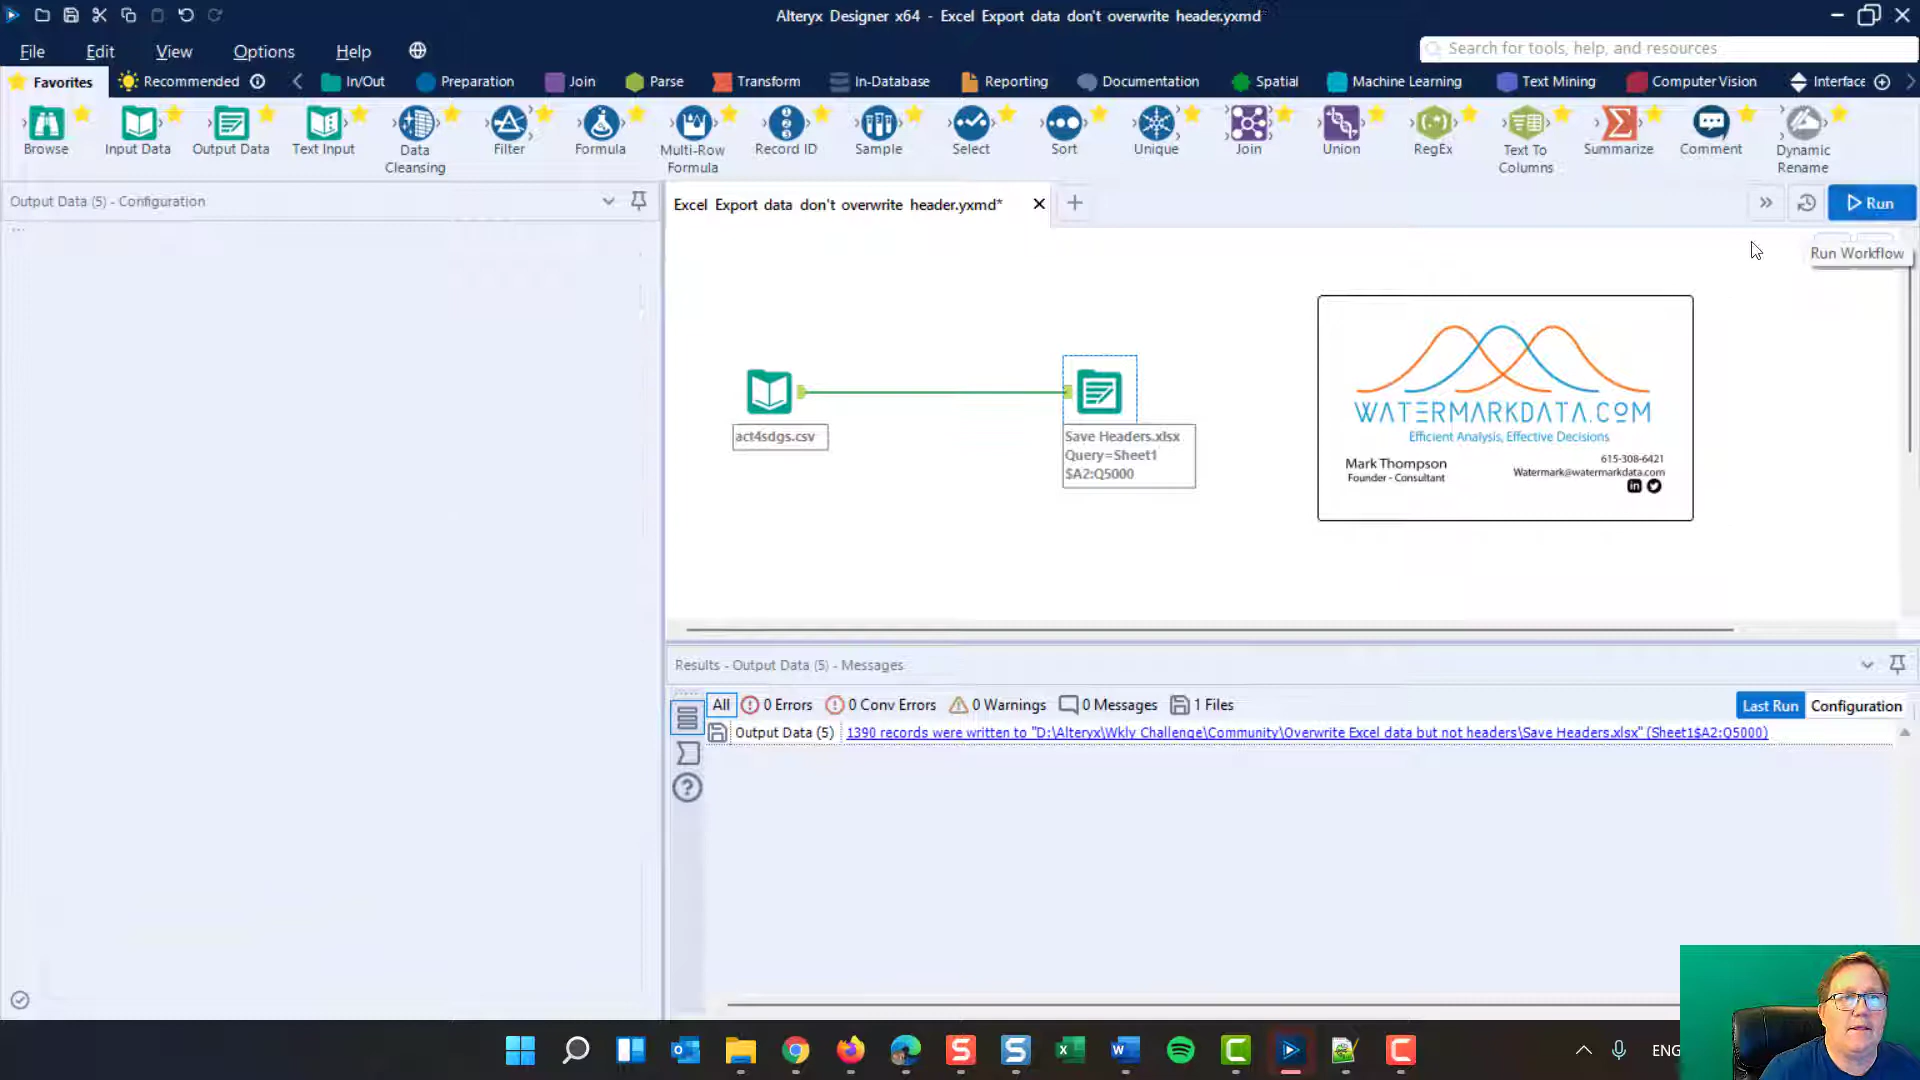 Alteryx Designer x64 - Excel Export data don't overwrite header.yxmd*
File Edit View Options Help
Search for tools, help, and resources
Favorites Recommended In/Out Preparation Join Parse Transform In-Database Reporting Documentation Spatial Machine Learning Text Mining Computer Vision Interface
Browse Input Data Output Data Text Input Data Cleansing Filter Formula Multi-Row Formula Record ID Sample Select Sort Unique Join Union RegEx Text To Columns Summarize Comment Dynamic Rename
Output Data (5) - Configuration
Excel Export data don't overwrite header.yxmd*
Run
Run Workflow
act4sdgs.csv
Save Headers.xlsx
Query=Sheet1
$A2:Q5000
WATERMARKDATA.COM
Efficient Analysis, Effective Decisions
Mark Thompson
Founder - Consultant
615-308-6421
Watermark@watermarkdata.com
in
Results - Output Data (5) - Messages
All 0 Errors 0 Conv Errors 0 Warnings 0 Messages 1 Files
Last Run Configuration
Output Data (5) 1390 records were written to "D:\Alteryx\Wkly Challenge\Community\Overwrite Excel data but not headers\Save Headers.xlsx" (Sheet1$A2:Q5000)
ENG